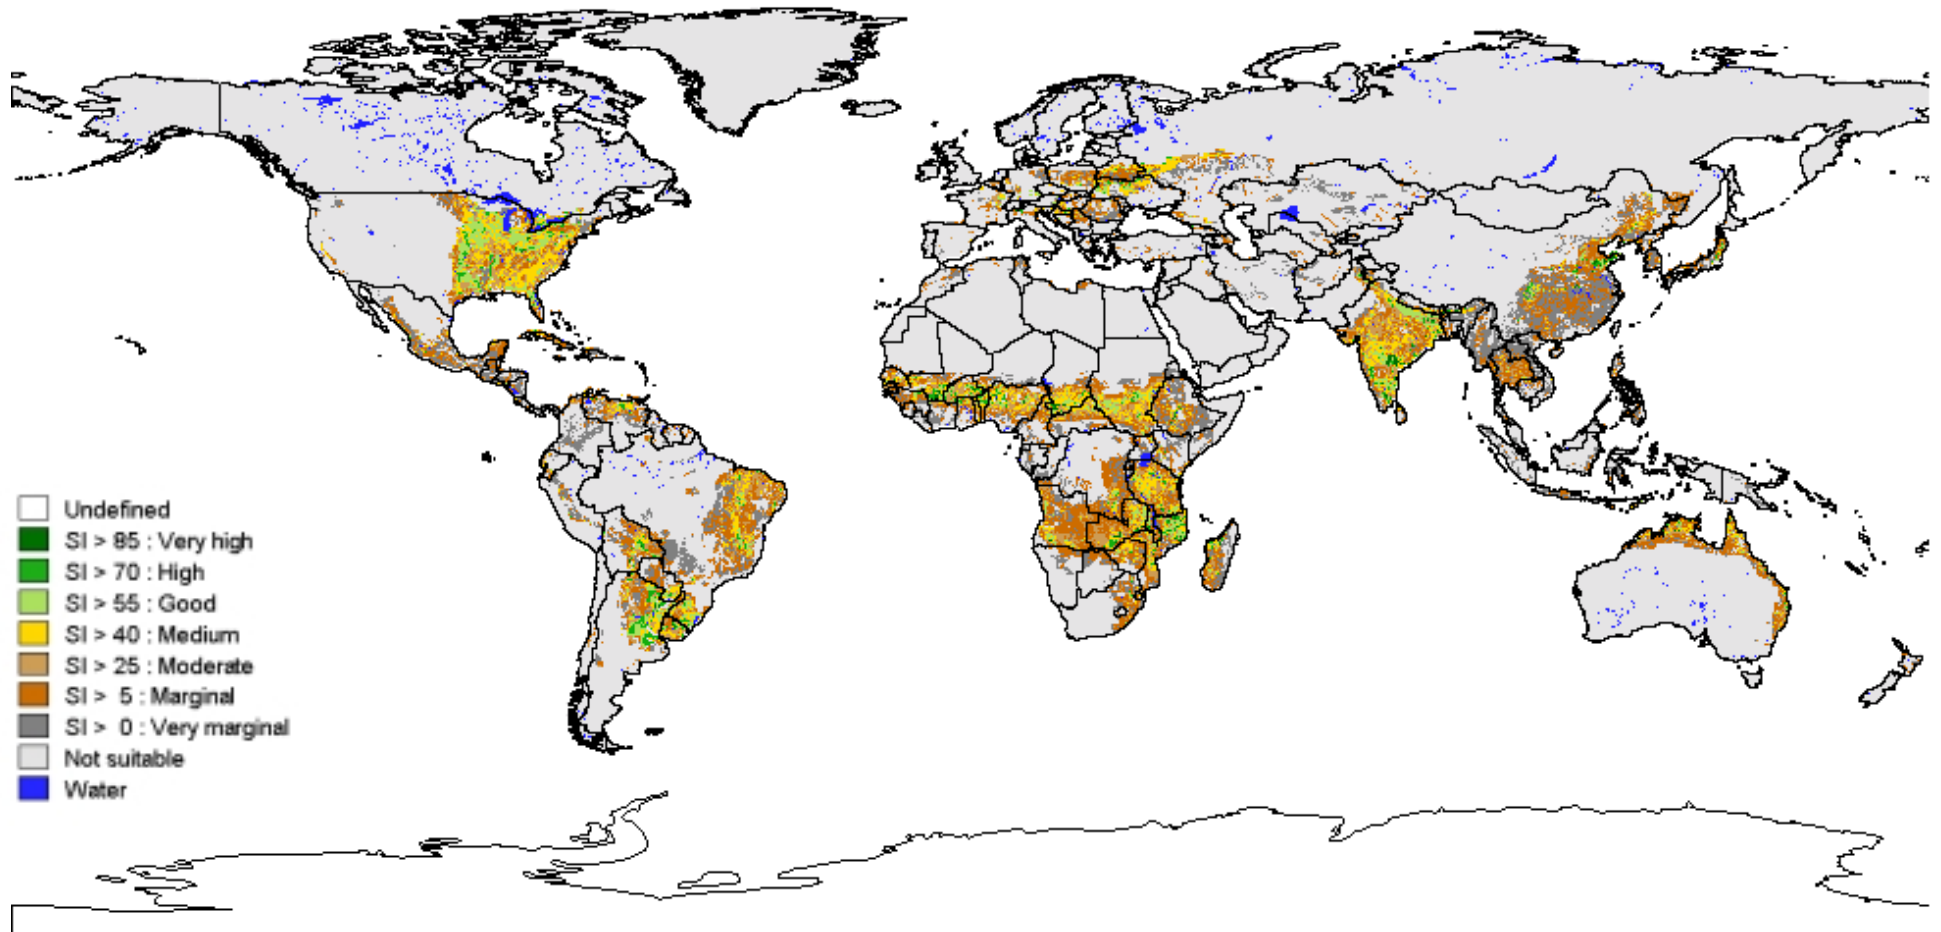 Undefined
SI > 85 : Very high
SI > 70 : High
SI > 55 : Good
SI > 40 : Medium
SI > 25 : Moderate
SI > 5 : Marginal
SI > 0 : Very marginal
Not suitable
Water